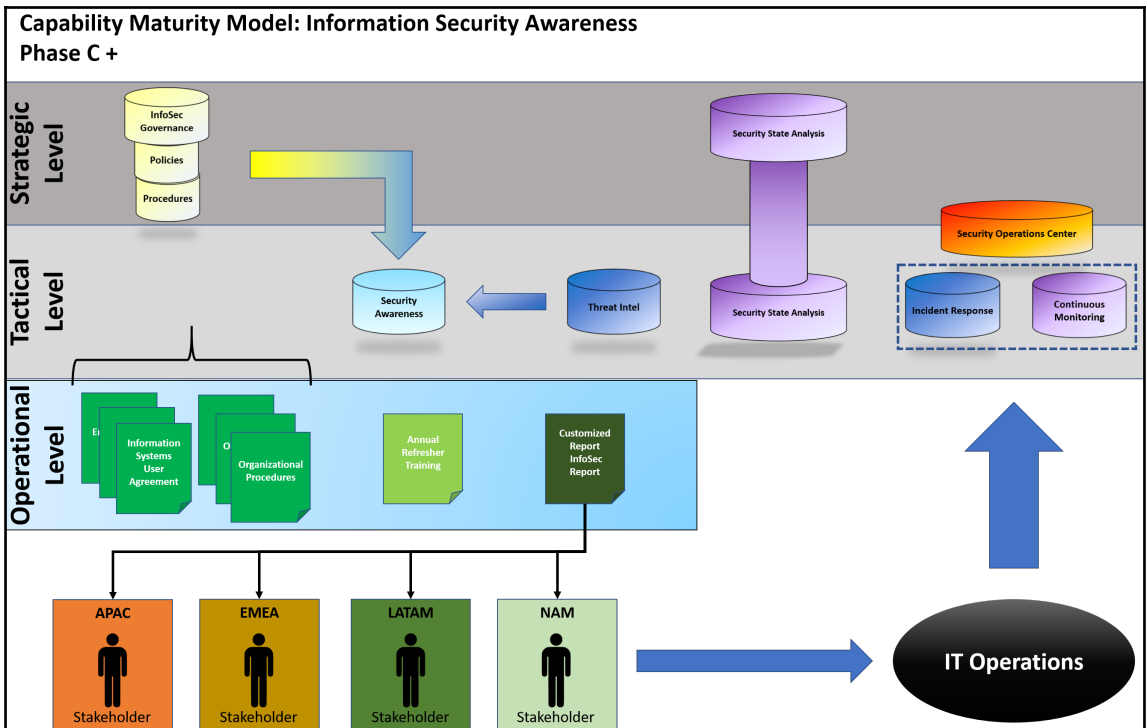 Capability Maturity Model: Information Security Awareness
Phase C +
Strategic
Level
InfoSec
Governance
Policies
Procedures
Security State Analysis
Security Operations Center
Tactical
Level
Security
Awareness
Threat Intel
Security State Analysis
Incident Response
Continuous
Monitoring
Operational
Level
Information
Systems
User
Agreement
Organizational
Procedures
Annual
Refresher
Training
Customized
Report
InfoSec
Report
APAC
Stakeholder
EMEA
Stakeholder
LATAM
Stakeholder
NAM
Stakeholder
IT Operations